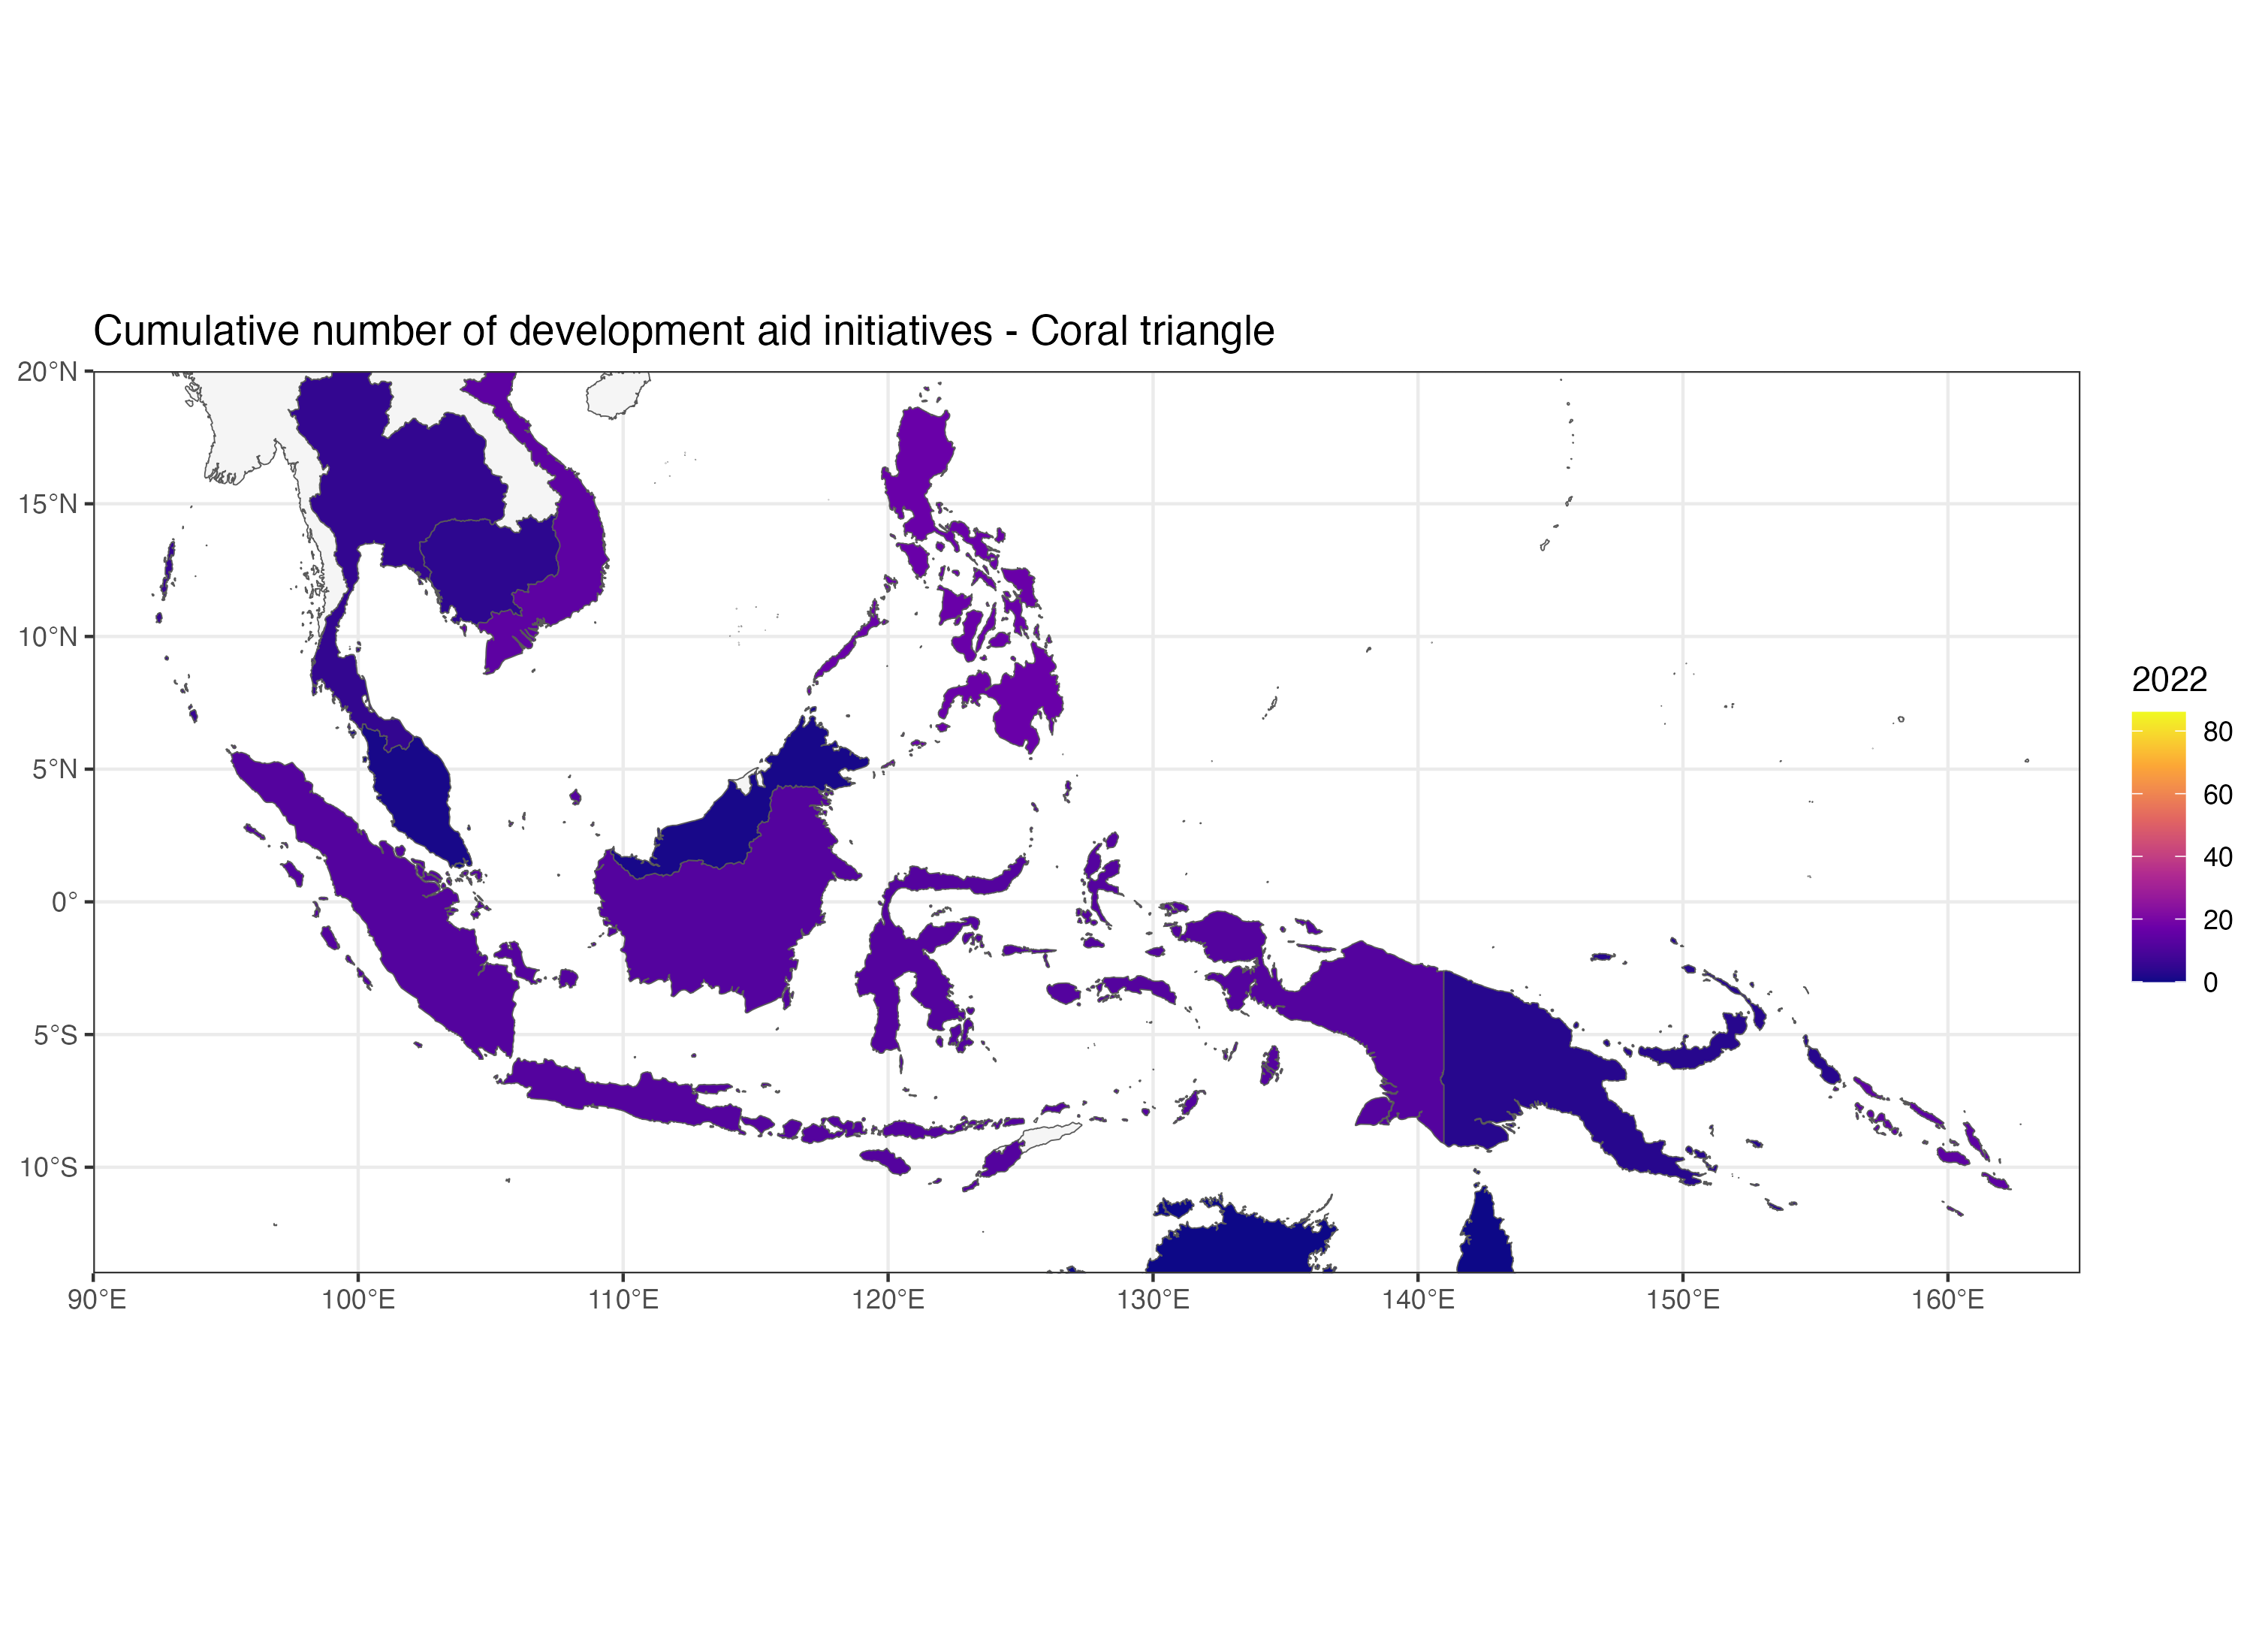 Cumulative number of development aid initiatives - Coral triangle
20°N
15°N
10°N
5°N
0°
5°S
10°S
90°E 100°E 110°E 120°E 130°E 140°E 150°E 160°E
2022
80
60
40
20
0